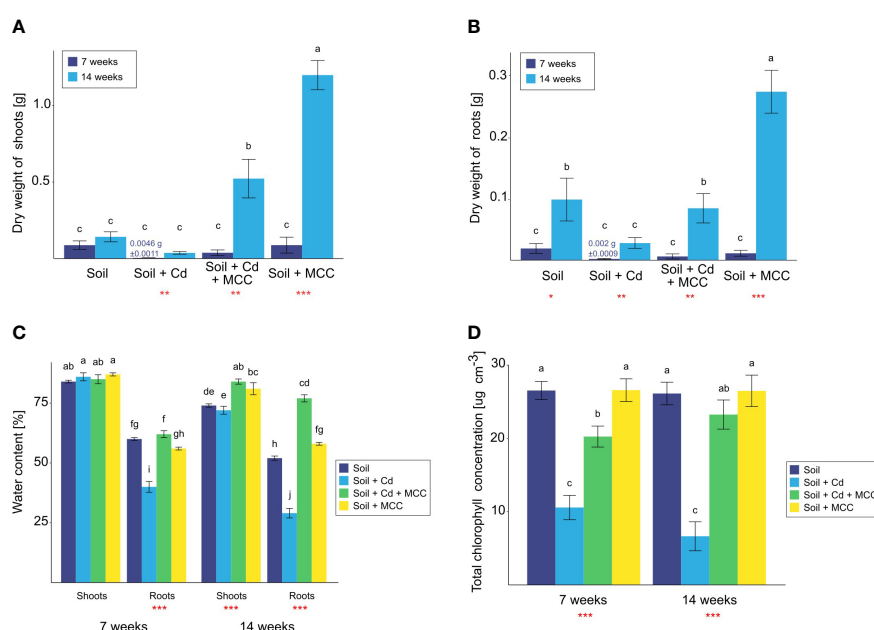 A
7 weeks
14 weeks
Dry weight of shoots [g]
1.0
0.5
c
c
c
c
c
b
c
a
0.0046 g
±0.0011
Soil
Soil + Cd
Soil + Cd
+ MCC
Soil + MCC
**
**
***
B
7 weeks
14 weeks
Dry weight of roots [g]
0.3
0.2
0.1
c
b
c
c
c
b
c
a
0.002 g
±0.0009
Soil
Soil + Cd
Soil + Cd
+ MCC
Soil + MCC
*
**
**
***
C
Water content [%]
75
50
25
ab
a
ab
a
fg
i
f
gh
de
e
ab
bc
h
j
cd
fg
Soil
Soil + Cd
Soil + Cd + MCC
Soil + MCC
Shoots
Roots
Shoots
Roots
***
***
***
7 weeks
14 weeks
D
Total chlorophyll concentration [ug cm-3]
30
20
10
a
c
b
a
a
c
ab
a
Soil
Soil + Cd
Soil + Cd + MCC
Soil + MCC
7 weeks
14 weeks
***
***